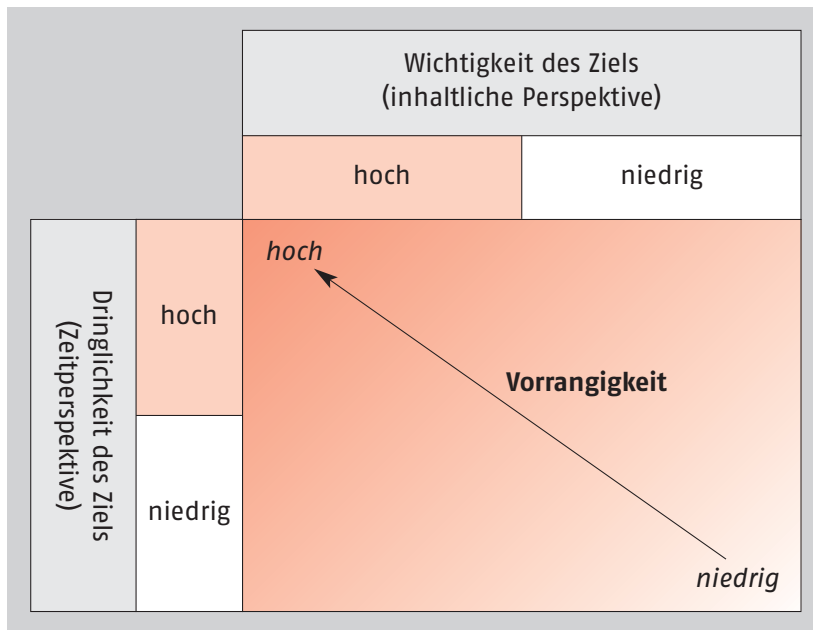 Wichtigkeit des Ziels
(inhaltliche Perspektive)
hoch
niedrig
Dringlichkeit des Ziels
(Zeitperspektive)
hoch
niedrig
hoch
Vorrangigkeit
niedrig